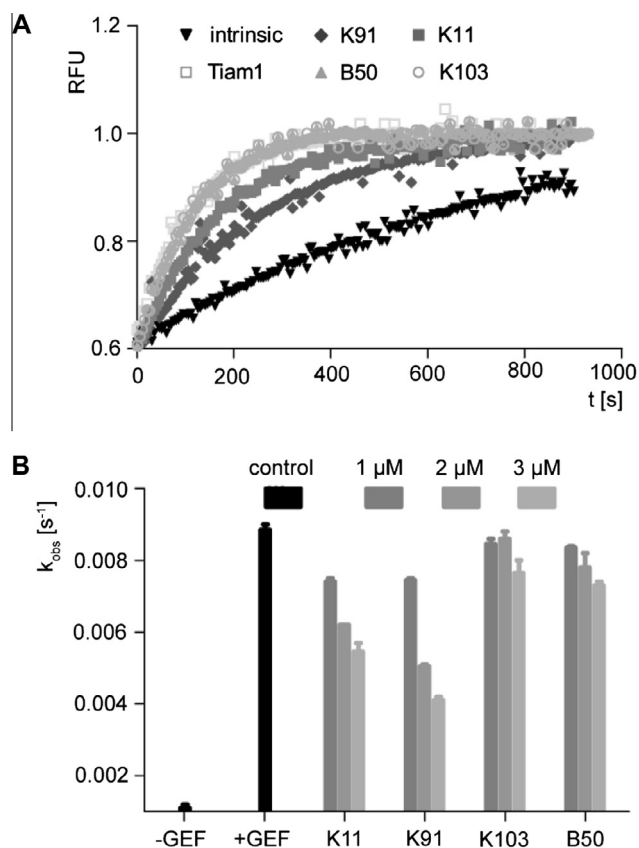 A
1.2
intrinsic K91 K11
Tiam1 B50 K103
RFU
1.0
0.8
0.6
0 200 400 600 800 1000
t [s]
B
control 1 µM 2 µM 3 µM
0.010
k_obs [s⁻¹]
0.008
0.006
0.004
0.002
-GEF +GEF K11 K91 K103 B50